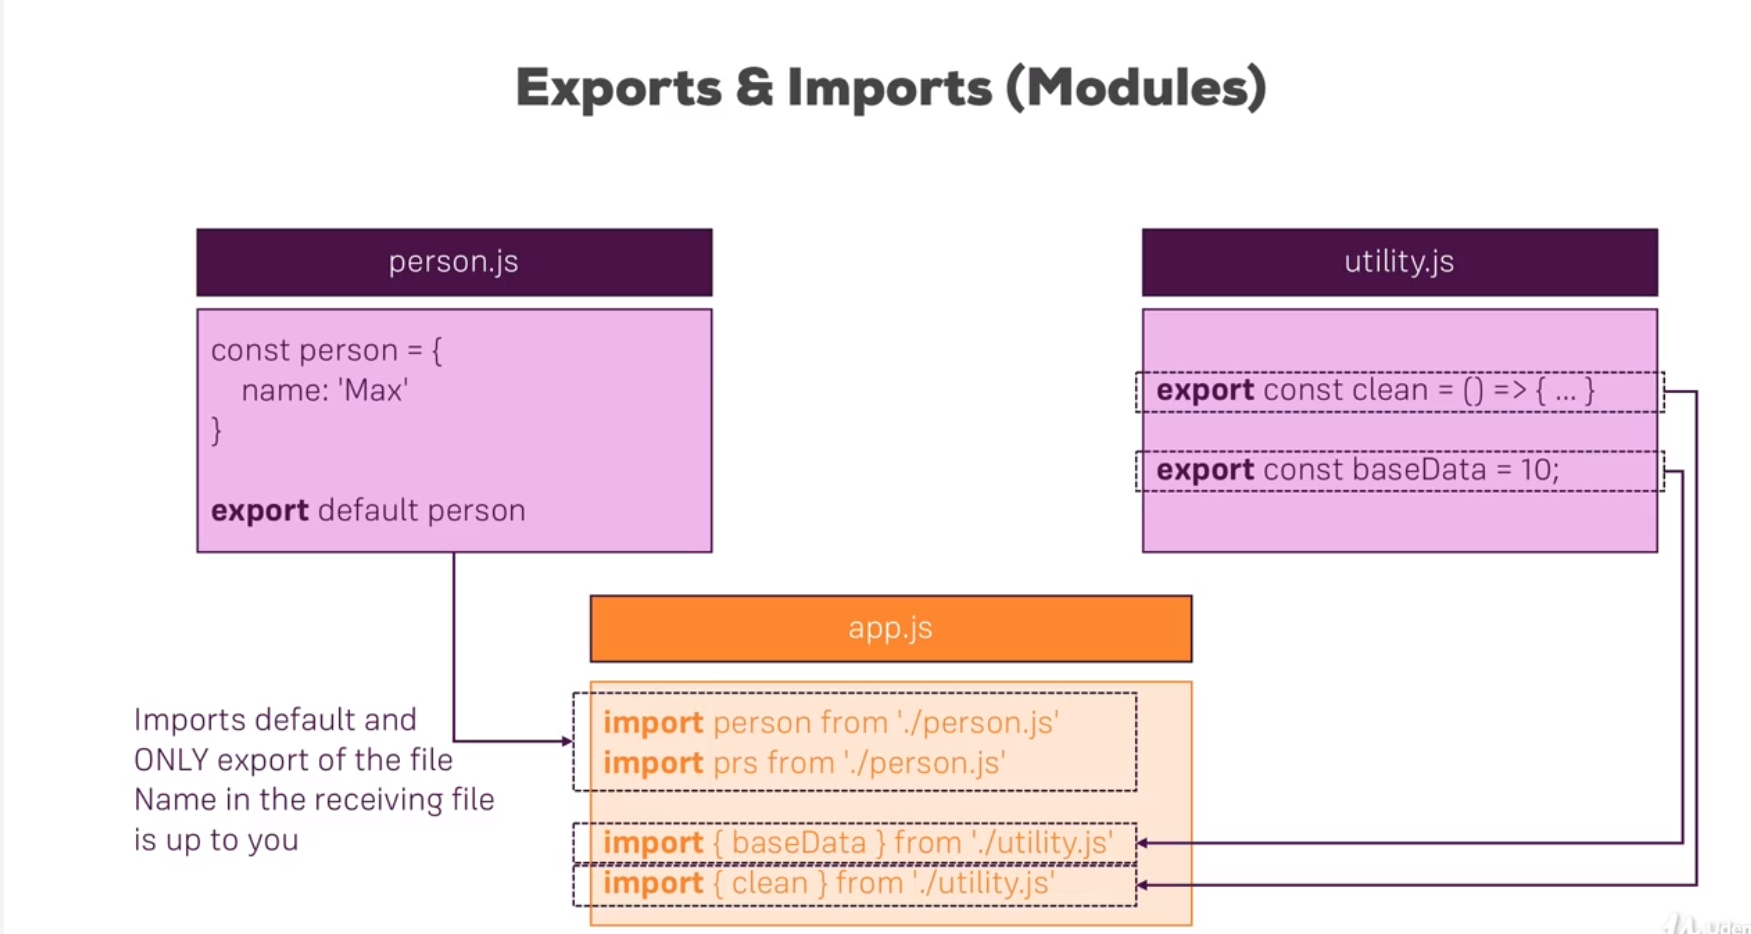 Exports & Imports (Modules)
person.js
const person = {
name: 'Max'
}
export default person
utility.js
export const clean = () => { ... }
export const baseData = 10;
app.js
import person from './person.js'
import prs from './person.js'
import { baseData } from './utility.js'
import { clean } from './utility.js'
Imports default and
ONLY export of the file
Name in the receiving file
is up to you